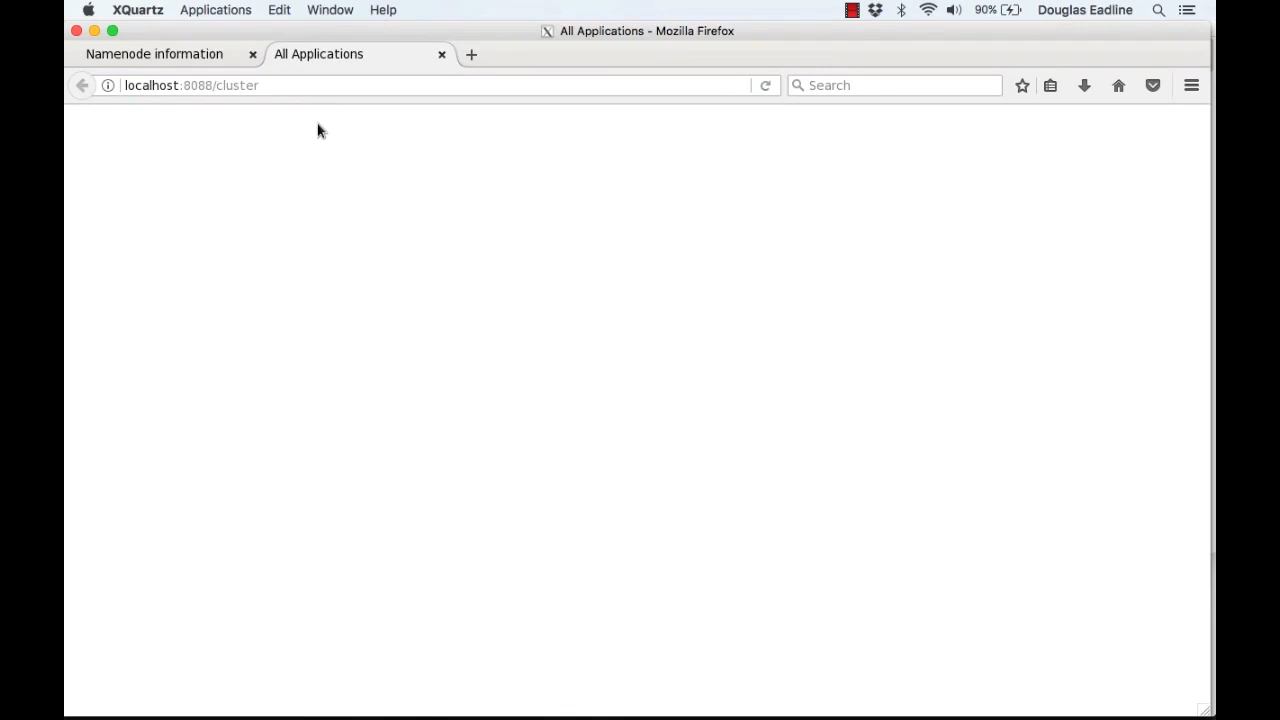 XQuartz Applications Edit Window Help 90% Douglas Eadline
All Applications - Mozilla Firefox
Namenode information All Applications
localhost:8088/cluster Search